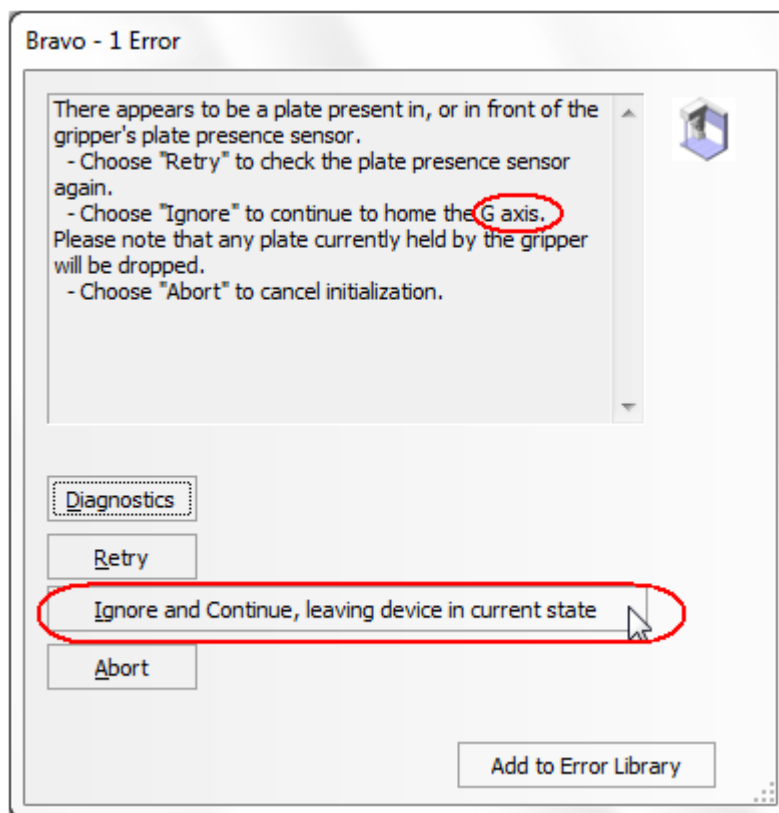 Bravo - 1 Error
There appears to be a plate present in, or in front of the
gripper's plate presence sensor.
- Choose "Retry" to check the plate presence sensor
again.
- Choose "Ignore" to continue to home the G axis.
Please note that any plate currently held by the gripper
will be dropped.
- Choose "Abort" to cancel initialization.
Diagnostics
Retry
Ignore and Continue, leaving device in current state
Abort
Add to Error Library